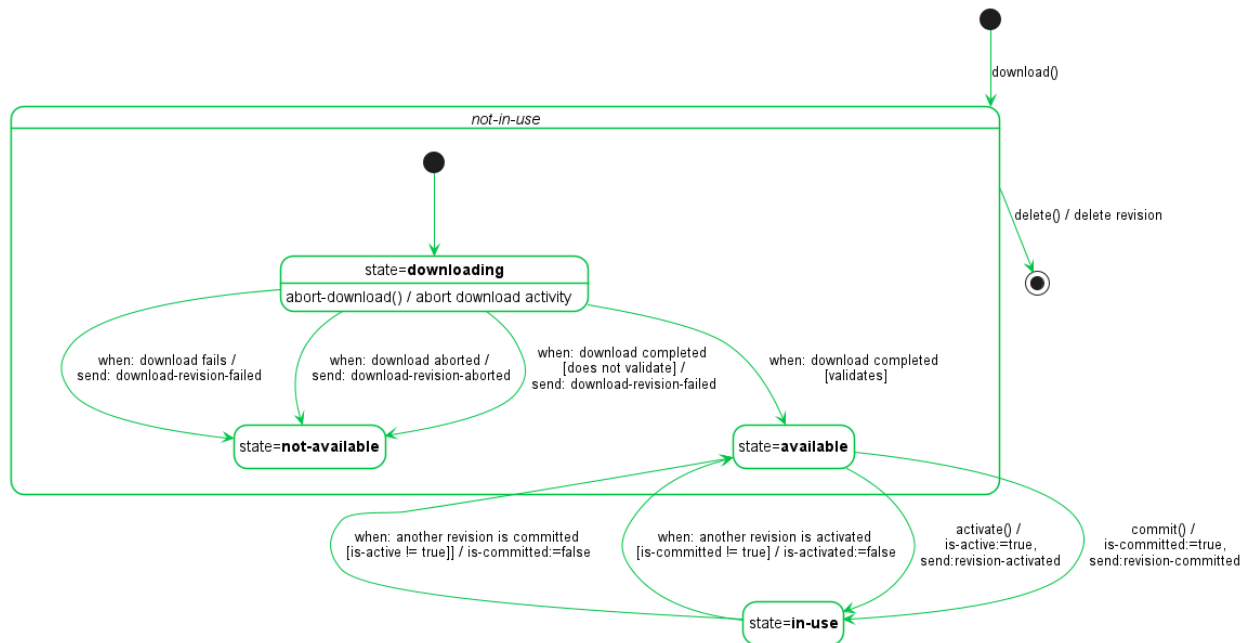 download()
not-in-use
delete() / delete revision
state=downloading
abort-download() / abort download activity
when: download fails /
send: download-revision-failed
when: download aborted /
send: download-revision-aborted
when: download completed
[does not validate] /
send: download-revision-failed
when: download completed
[validates]
state=not-available
state=available
when: another revision is committed
[is-active != true]] / is-committed:=false
when: another revision is activated
[is-committed != true] / is-activated:=false
activate() /
is-active:=true,
send:revision-activated
commit() /
is-committed:=true,
send:revision-committed
state=in-use